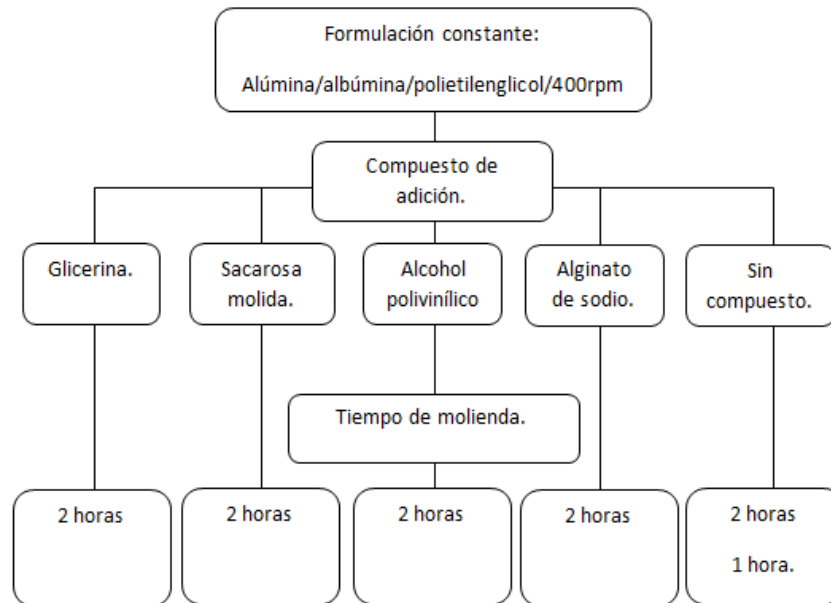 Formulación constante:
Alúmina/albúmina/polietilenglicol/400rpm
Compuesto de
adición.
Glicerina.
Sacarosa
molida.
Alcohol
polivinílico
Alginato
de sodio.
Sin
compuesto.
Tiempo de molienda.
2 horas
2 horas
2 horas
2 horas
2 horas
1 hora.